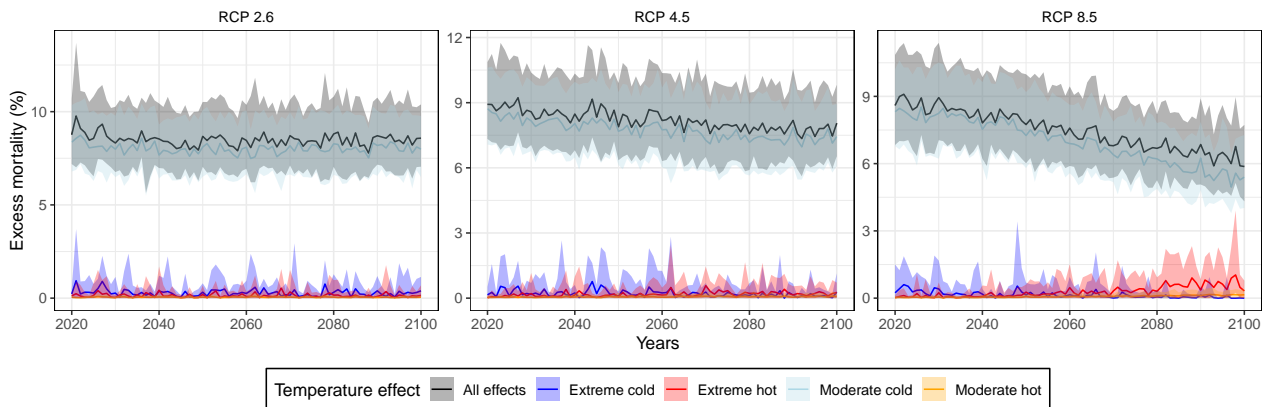 RCP 2.6
RCP 4.5
RCP 8.5
Excess mortality (%)
10
5
0
12
9
6
3
0
9
6
3
0
2020 2040 2060 2080 2100
2020 2040 2060 2080 2100
2020 2040 2060 2080 2100
Years
Temperature effect All effects Extreme cold Extreme hot Moderate cold Moderate hot